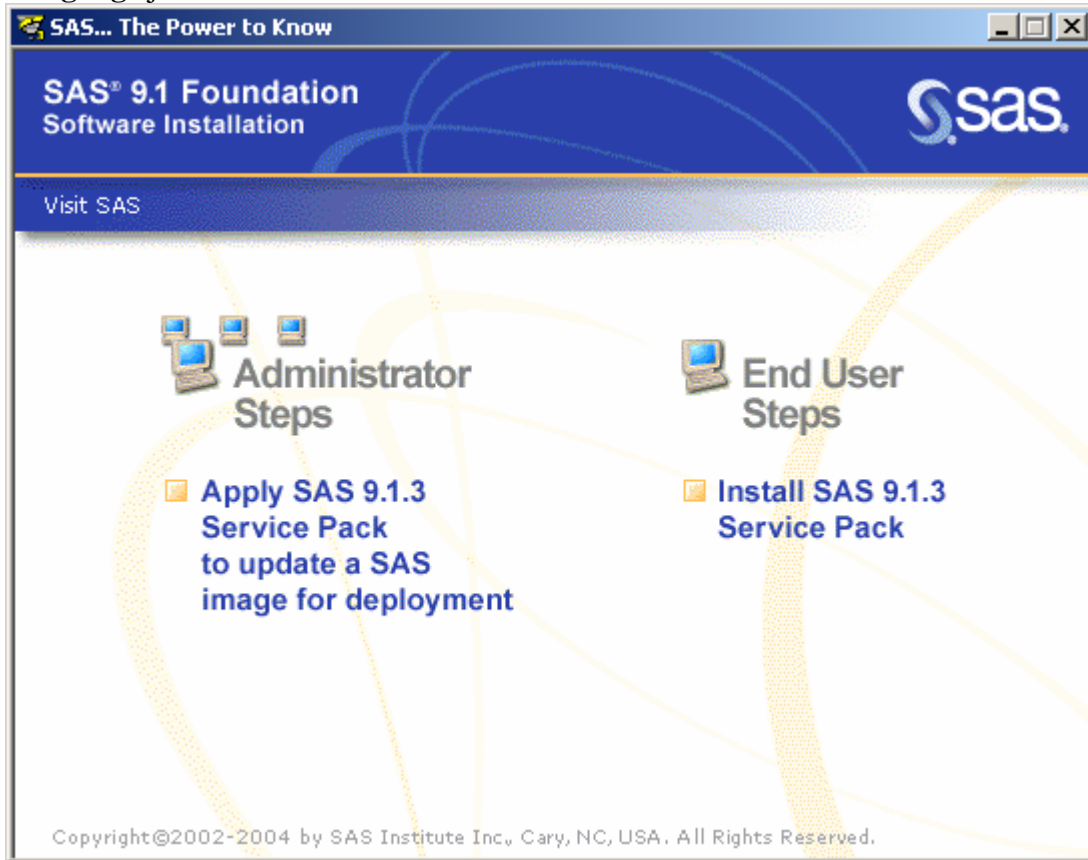 SAS... The Power to Know
SAS® 9.1 Foundation
Software Installation
sas.
Visit SAS
Administrator
Steps
Apply SAS 9.1.3
Service Pack
to update a SAS
image for deployment
End User
Steps
Install SAS 9.1.3
Service Pack
Copyright©2002-2004 by SAS Institute Inc., Cary, NC, USA. All Rights Reserved.